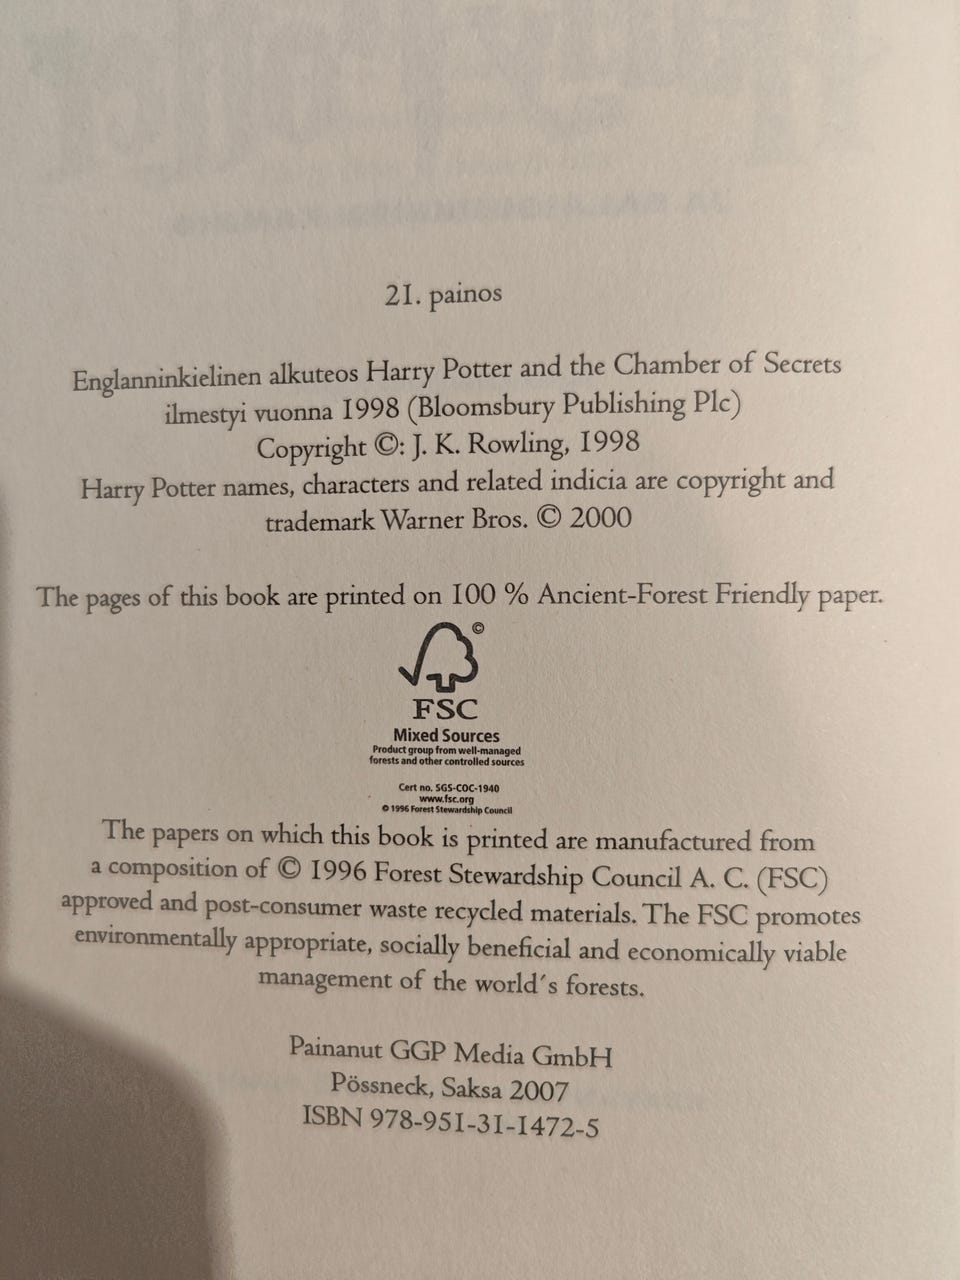 21. painos
Englanninkielinen alkuteos Harry Potter and the Chamber of Secrets
ilmestyi vuonna 1998 (Bloomsbury Publishing Plc)
Copyright ©: J. K. Rowling, 1998
Harry Potter names, characters and related indicia are copyright and
trademark Warner Bros. © 2000
The pages of this book are printed on 100 % Ancient-Forest Friendly paper.
©
FSC
Mixed Sources
Product group from well-managed
forests and other controlled sources
Cert no. SGS-COC-1940
www.fsc.org
© 1996 Forest Stewardship Council
The papers on which this book is printed are manufactured from
a composition of © 1996 Forest Stewardship Council A. C. (FSC)
approved and post-consumer waste recycled materials. The FSC promotes
environmentally appropriate, socially beneficial and economically viable
management of the world´s forests.
Painanut GGP Media GmbH
Pössneck, Saksa 2007
ISBN 978-951-31-1472-5